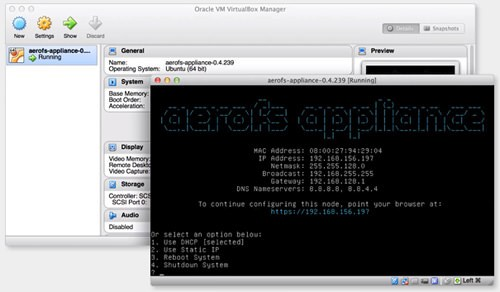 Oracle VM VirtualBox Manager
New
Settings
Show
Discard
Details
Snapshots
aerofs-appliance-0....
Running
General
Name: aerofs-appliance-0.4.239
Operating System: Ubuntu (64 bit)
Preview
System
Base Memory:
Boot Order:
Acceleration:
Display
Video Memory:
Remote Desktop
Video Capture:
Storage
Controller: SCSI
SCSI Port 0:
Audio
Disabled
aerofs-appliance-0.4.239 [Running]
aerofs appliance
MAC Address: 08:00:27:94:29:04
IP Address: 192.168.156.197
Netmask: 255.255.128.0
Broadcast: 192.168.255.255
Gateway: 192.168.128.1
DNS Nameservers: 8.8.8.8, 8.8.4.4
To continue configuring this node, point your browser at:
https://192.168.156.197
Or select an option below:
1. Use DHCP [selected]
2. Use Static IP
3. Reboot System
4. Shutdown System
? _
Left ⌘